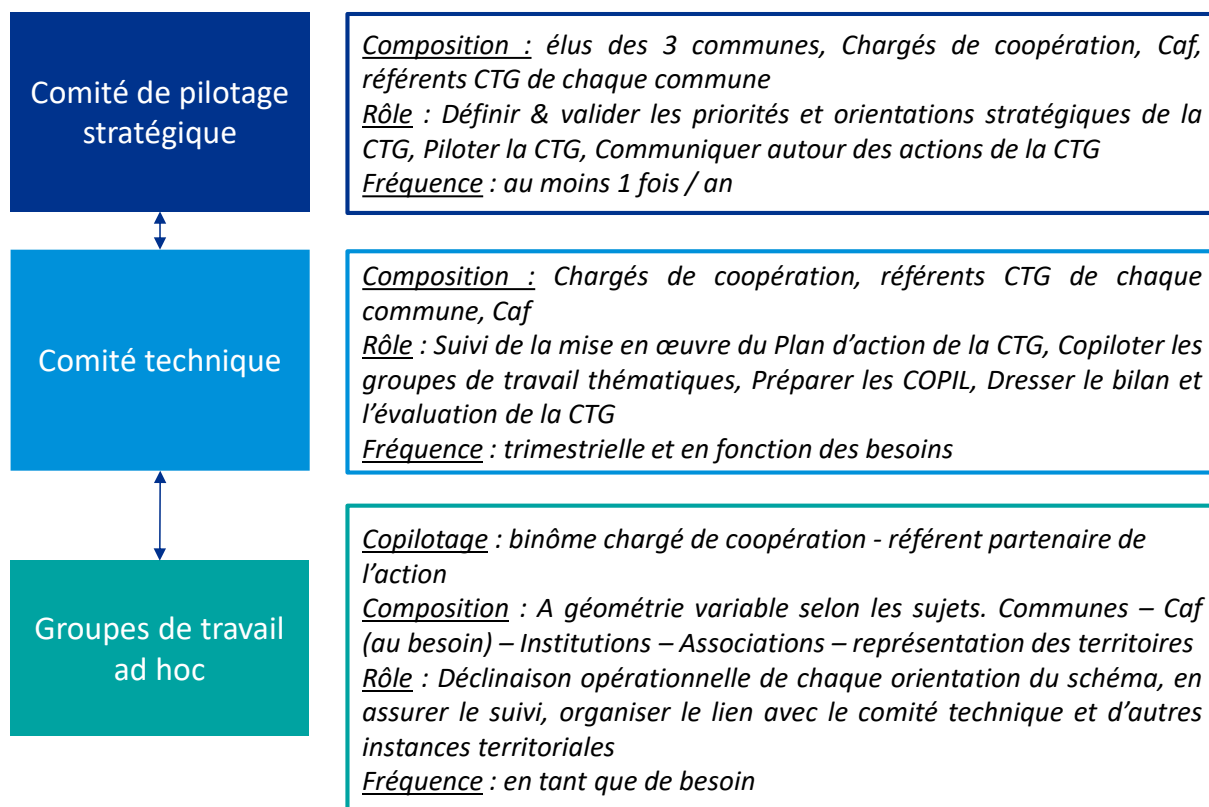 Comité de pilotage
stratégique
Composition : élus des 3 communes, Chargés de coopération, Caf,
référents CTG de chaque commune
Rôle : Définir & valider les priorités et orientations stratégiques de la
CTG, Piloter la CTG, Communiquer autour des actions de la CTG
Fréquence : au moins 1 fois / an
Comité technique
Composition : Chargés de coopération, référents CTG de chaque
commune, Caf
Rôle : Suivi de la mise en œuvre du Plan d’action de la CTG, Copiloter les
groupes de travail thématiques, Préparer les COPIL, Dresser le bilan et
l’évaluation de la CTG
Fréquence : trimestrielle et en fonction des besoins
Groupes de travail
ad hoc
Copilotage : binôme chargé de coopération - référent partenaire de
l’action
Composition : A géométrie variable selon les sujets. Communes – Caf
(au besoin) – Institutions – Associations – représentation des territoires
Rôle : Déclinaison opérationnelle de chaque orientation du schéma, en
assurer le suivi, organiser le lien avec le comité technique et d’autres
instances territoriales
Fréquence : en tant que de besoin